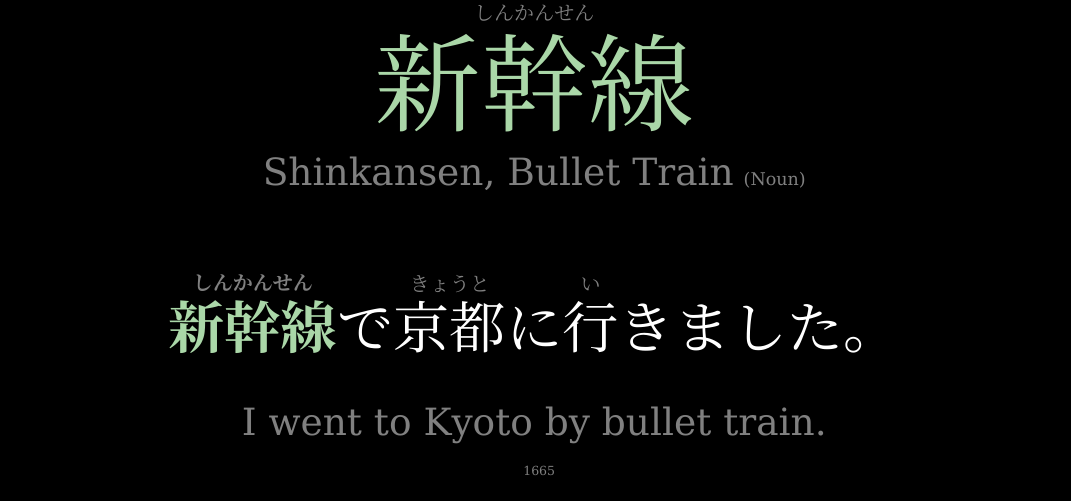 しんかんせん
新幹線
Shinkansen, Bullet Train (Noun)
しんかんせん きょうと い
新幹線で京都に行きました。
I went to Kyoto by bullet train.
1665